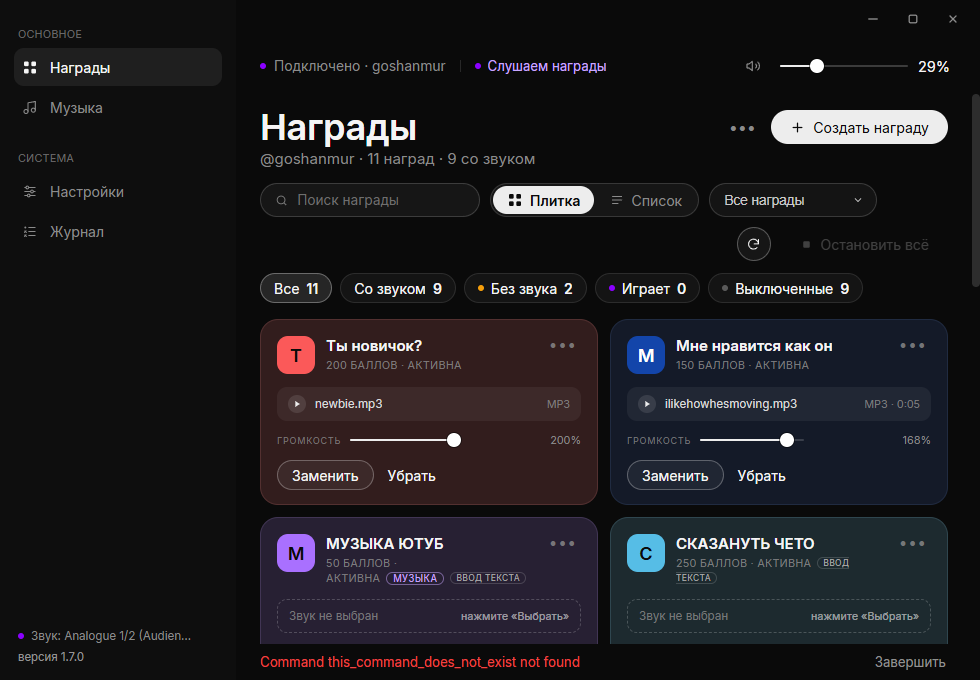 ОСНОВНОЕ
Награды
Музыка
СИСТЕМА
Настройки
Журнал
Звук: Analogue 1/2 (Audien...
версия 1.7.0
Подключено · goshanmur
Слушаем награды
29%
Награды
Создать награду
@goshanmur · 11 наград · 9 со звуком
Поиск награды
Плитка
Список
Все награды
Остановить всё
Все 11
Со звуком 9
Без звука 2
Играет 0
Выключенные 9
Т
Ты новичок?
200 БАЛЛОВ · АКТИВНА
newbie.mp3
MP3
ГРОМКОСТЬ
200%
Заменить
Убрать
М
Мне нравится как он
150 БАЛЛОВ · АКТИВНА
ilikehowhesmoving.mp3
MP3 · 0:05
ГРОМКОСТЬ
168%
Заменить
Убрать
М
МУЗЫКА ЮТУБ
50 БАЛЛОВ ·
АКТИВНА МУЗЫКА ВВОД ТЕКСТА
Звук не выбран
нажмите «Выбрать»
С
СКАЗАНУТЬ ЧЕТО
250 БАЛЛОВ · АКТИВНА ВВОД
ТЕКСТА
Звук не выбран
нажмите «Выбрать»
Command this_command_does_not_exist not found
Завершить